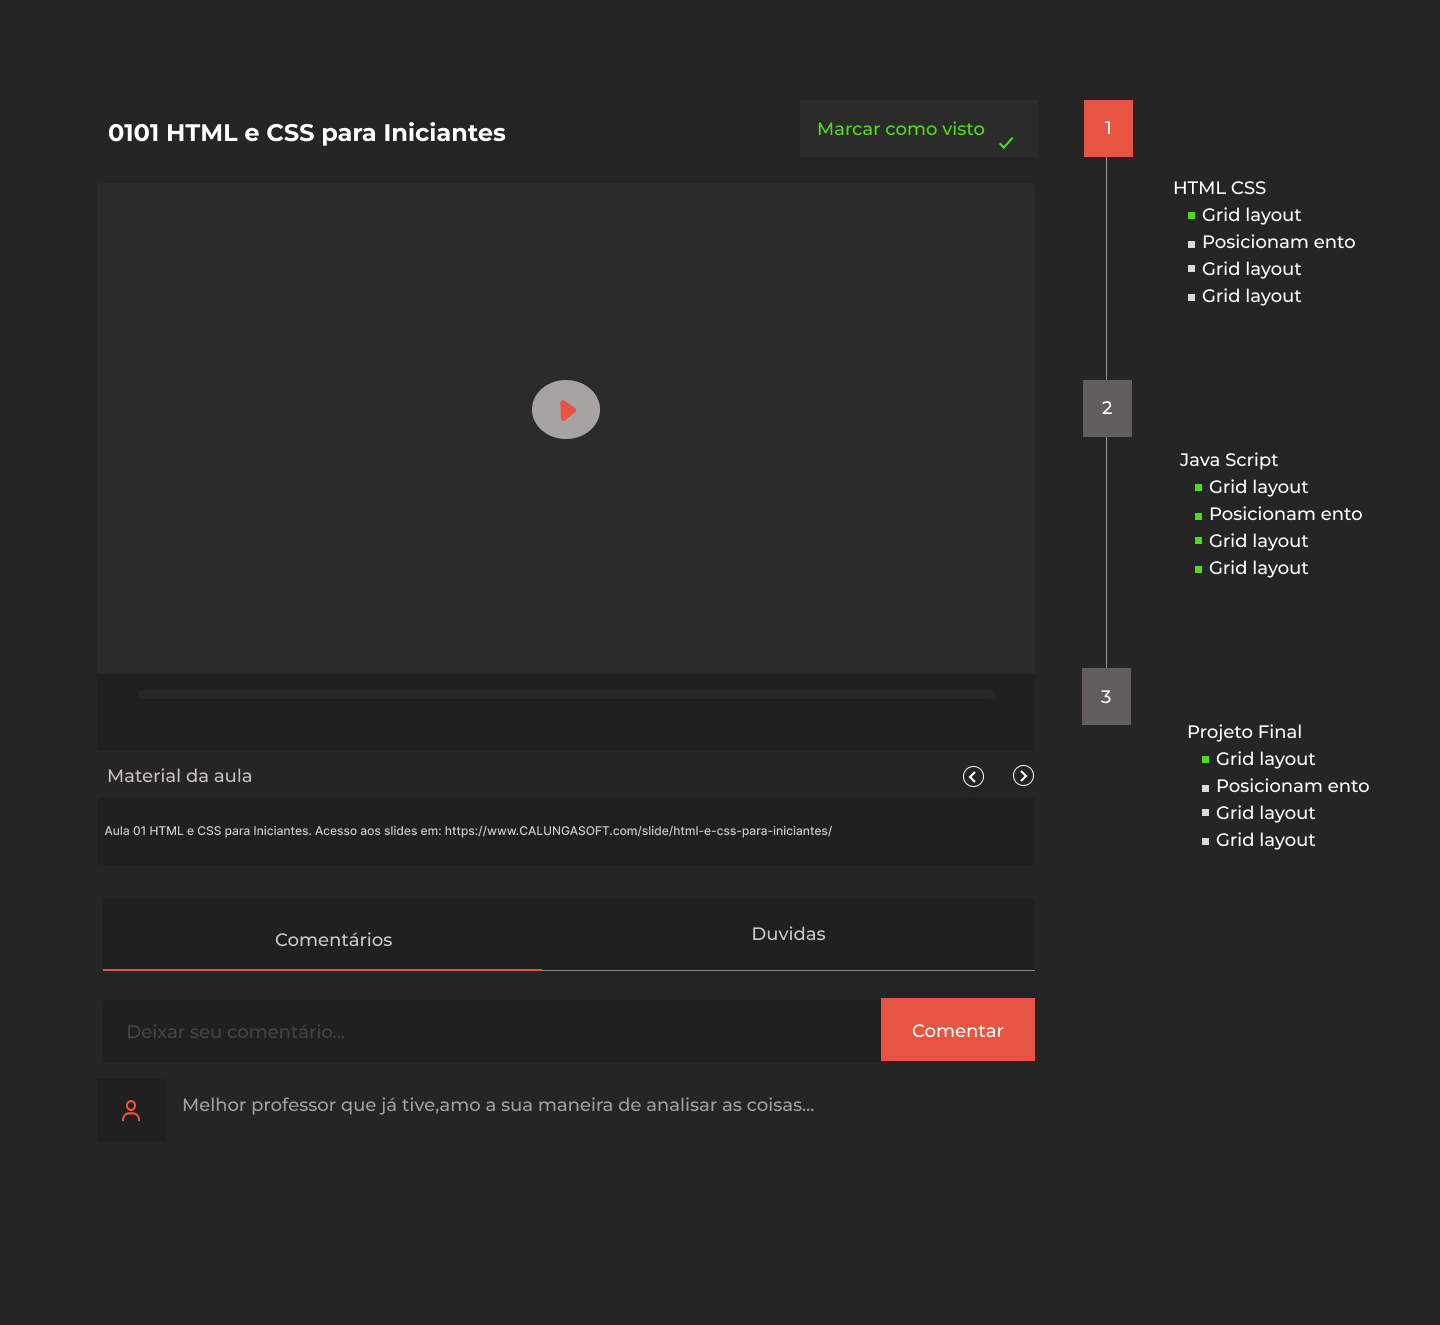 0101 HTML e CSS para Iniciantes
Marcar como visto
1
HTML CSS
Grid layout
Posicionam ento
Grid layout
Grid layout
2
Java Script
Grid layout
Posicionam ento
Grid layout
Grid layout
3
Projeto Final
Grid layout
Posicionam ento
Grid layout
Grid layout
Material da aula
Aula 01 HTML e CSS para Iniciantes. Acesso aos slides em: https://www.CALUNGASOFT.com/slide/html-e-css-para-iniciantes/
Comentários
Duvidas
Deixar seu comentário...
Comentar
Melhor professor que já tive,amo a sua maneira de analisar as coisas...